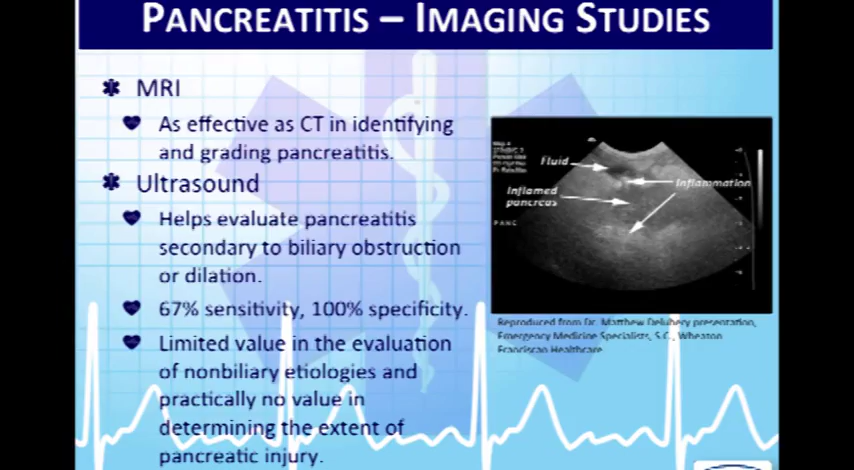 PANCREATITIS – IMAGING STUDIES
MRI
As effective as CT in identifying
and grading pancreatitis.
Ultrasound
Helps evaluate pancreatitis
secondary to biliary obstruction
or dilation.
67% sensitivity, 100% specificity.
Limited value in the evaluation
of nonbiliary etiologies and
practically no value in
determining the extent of
pancreatic injury.
Fluid
Inflammation
Inflamed
pancreas
PANC
Reproduced from Dr. Matthew Deluhery presentation,
Emergency Medicine Specialists, S.C., Wheaton
Franciscan Healthcare